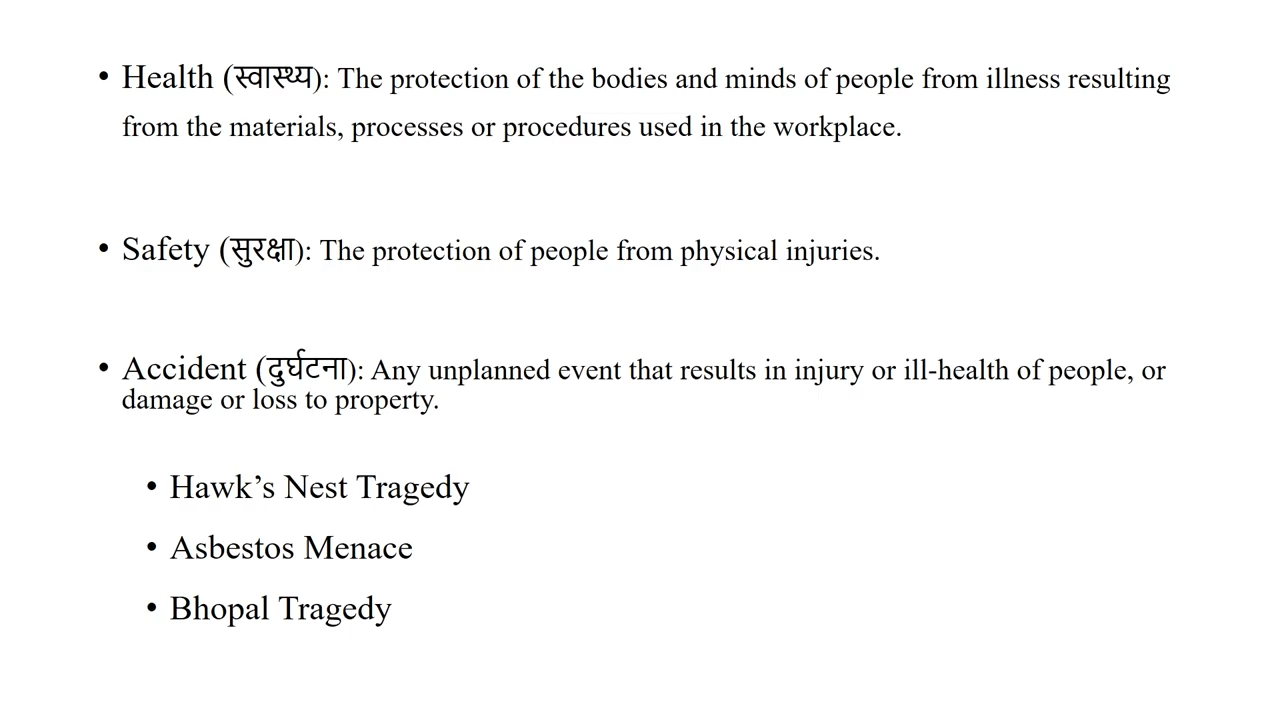 • Health (स्वास्थ्य): The protection of the bodies and minds of people from illness resulting
from the materials, processes or procedures used in the workplace.
• Safety (सुरक्षा): The protection of people from physical injuries.
• Accident (दुर्घटना): Any unplanned event that results in injury or ill-health of people, or
damage or loss to property.
• Hawk’s Nest Tragedy
• Asbestos Menace
• Bhopal Tragedy